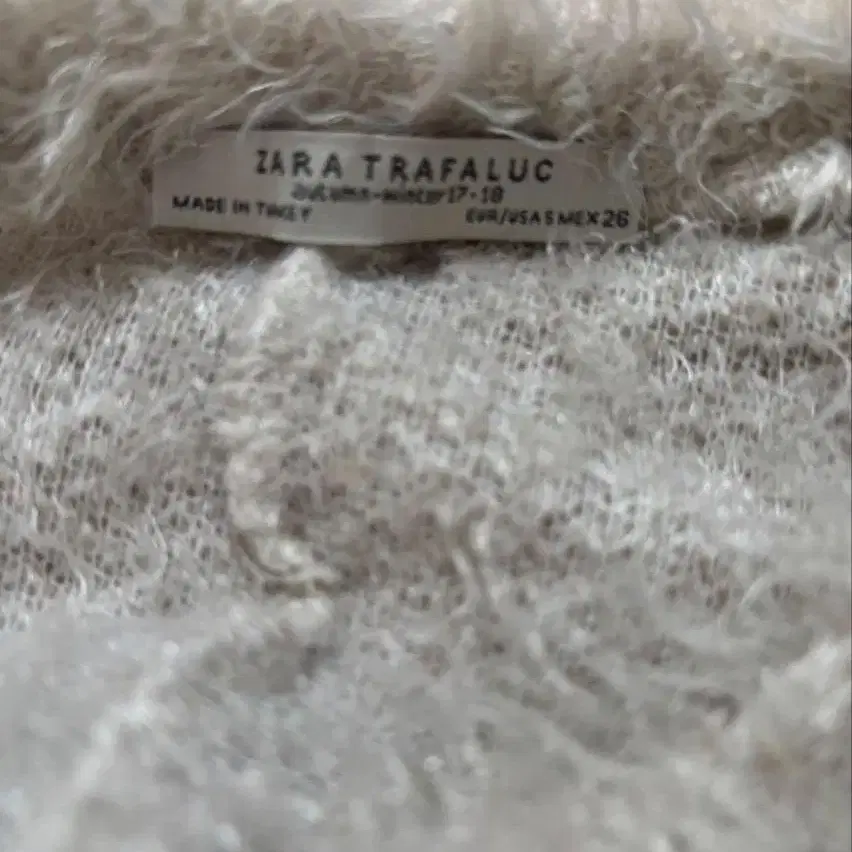 ZARA TRAFALUC
autumn-winter 17-18
MADE IN TURKEY EUR/USA S MEX 26